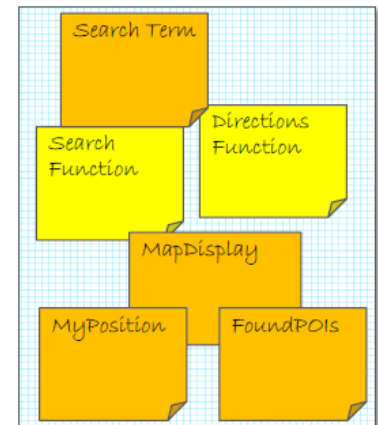 Search Term
Directions
Function
Search
Function
MapDisplay
MyPosition
FoundPOIs